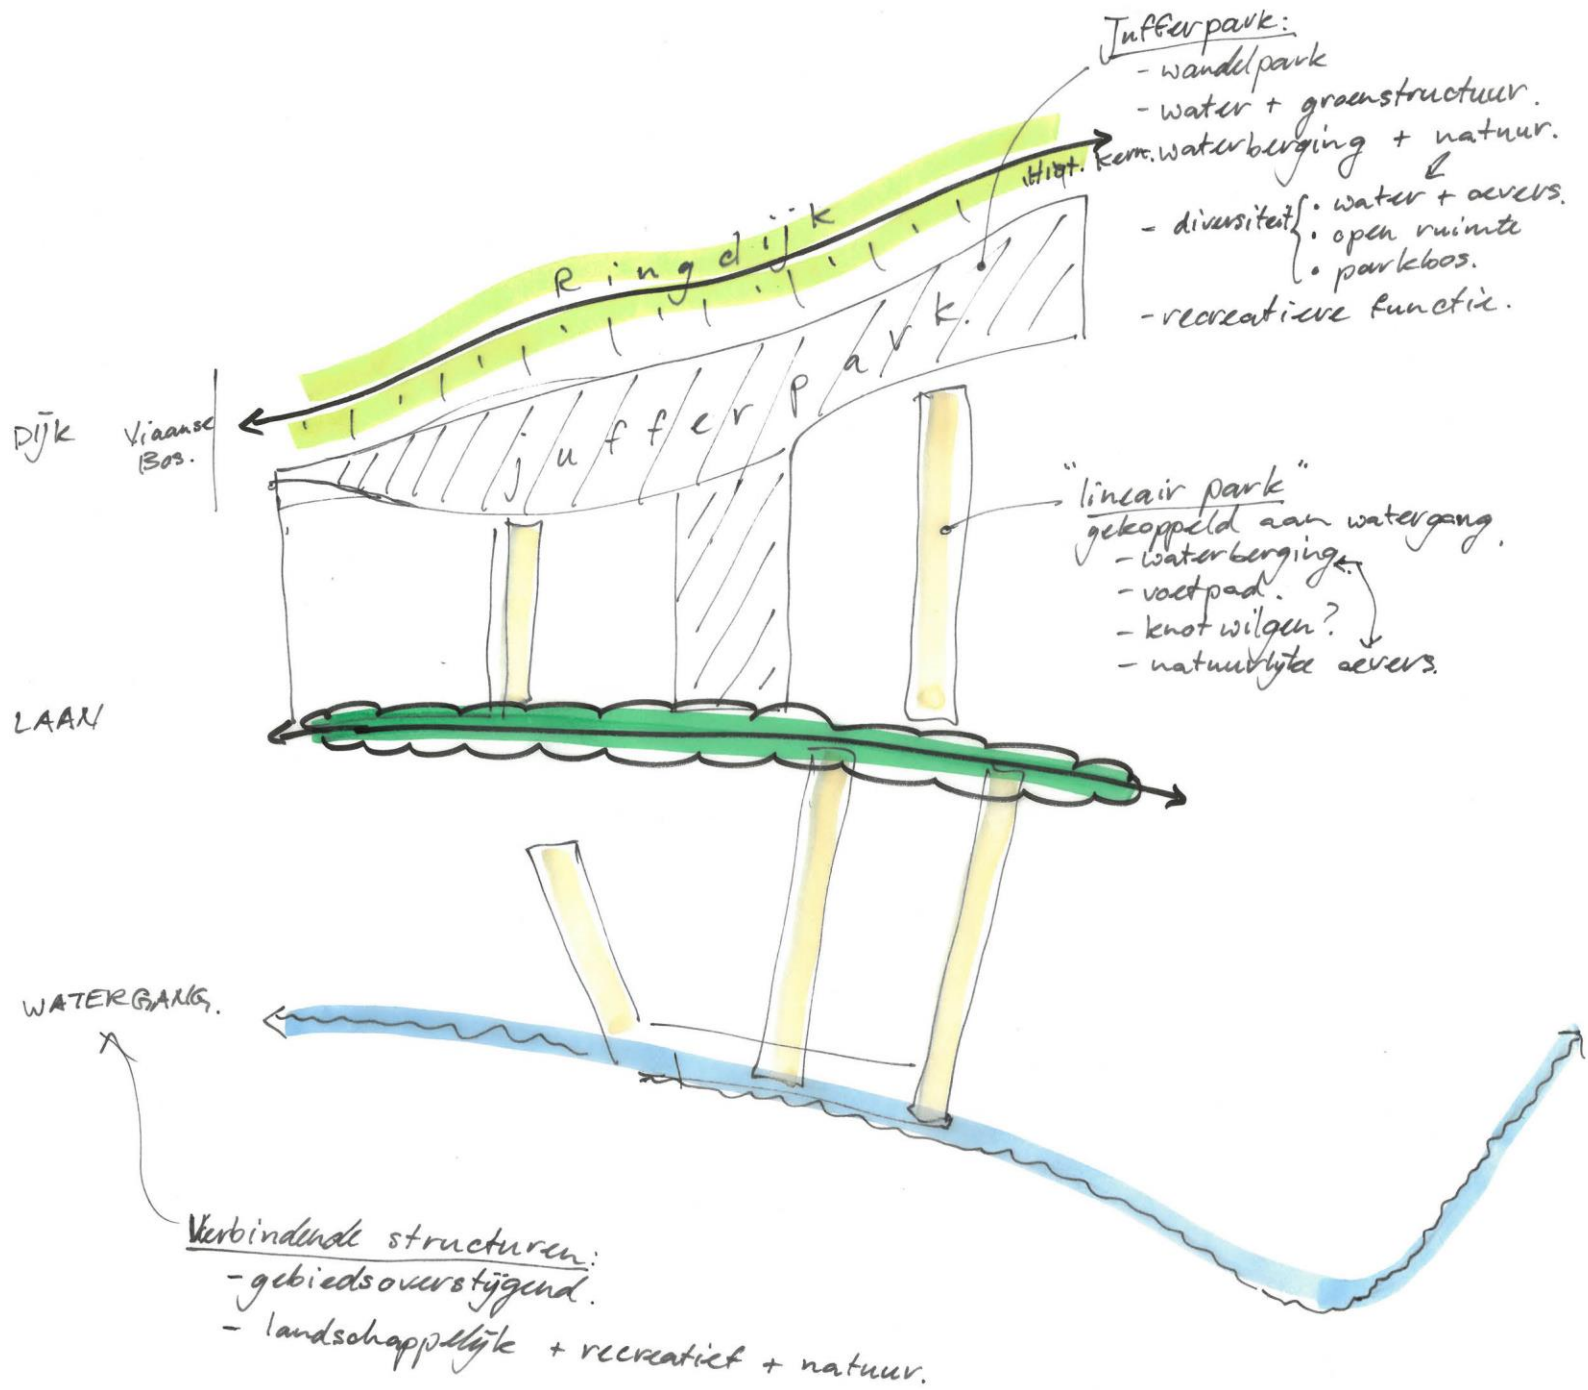 Jufferpark:
- wandelpark
- water + groenstructuur.
waterberging + natuur.
- diversiteit { • water + oevers.
• open ruimte
• parkbos.
- recreatieve functie.
Hist. kern.
Ringdijk
jufferpark.
Dijk
Vianse
Bos.
"lineair park"
gekoppeld aan watergang.
- waterberging.
- voetpad.
- knotwilgen?
- natuurlijke oevers.
LAAN
WATERGANG.
Verbindende structuren:
- gebiedsoverstijgend.
- landschappelijk + recreatief + natuur.